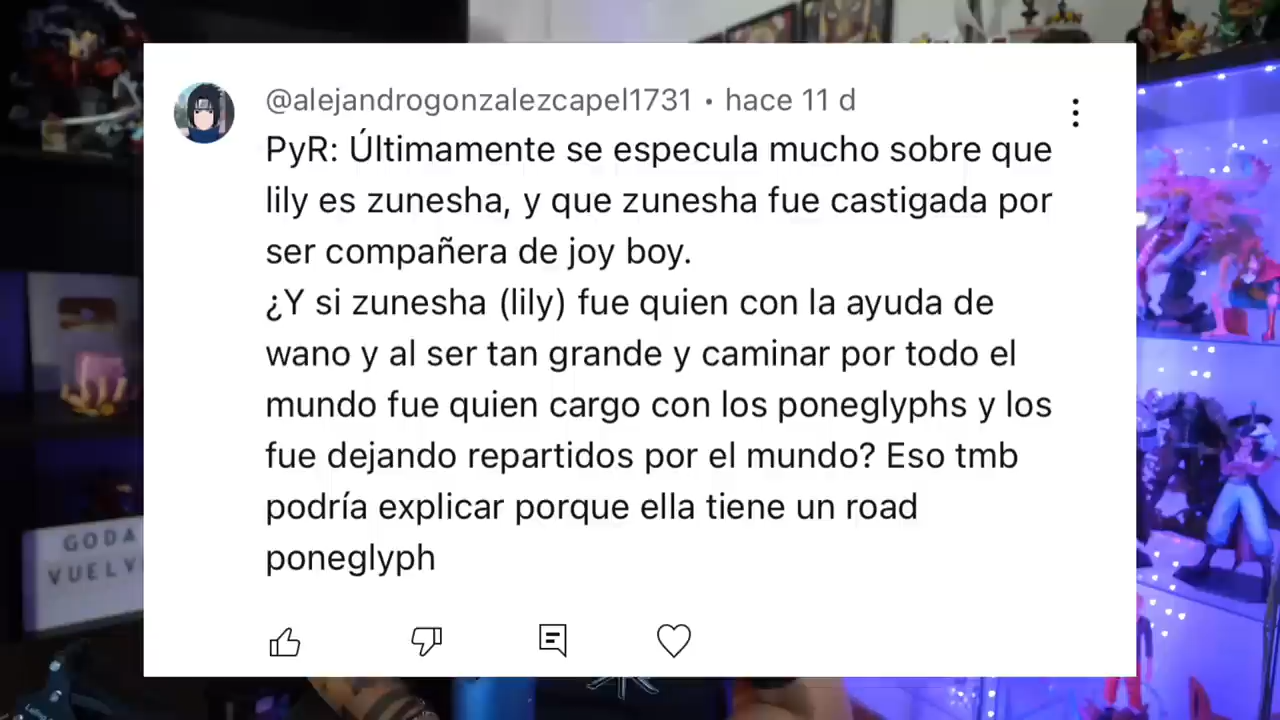 @alejandrogonzalezcapel1731 • hace 11 d
PyR: Últimamente se especula mucho sobre que
lily es zunesha, y que zunesha fue castigada por
ser compañera de joy boy.
¿Y si zunesha (lily) fue quien con la ayuda de
wano y al ser tan grande y caminar por todo el
mundo fue quien cargo con los poneglyphs y los
fue dejando repartidos por el mundo? Eso tmb
podría explicar porque ella tiene un road
poneglyph
GODA
VUELV